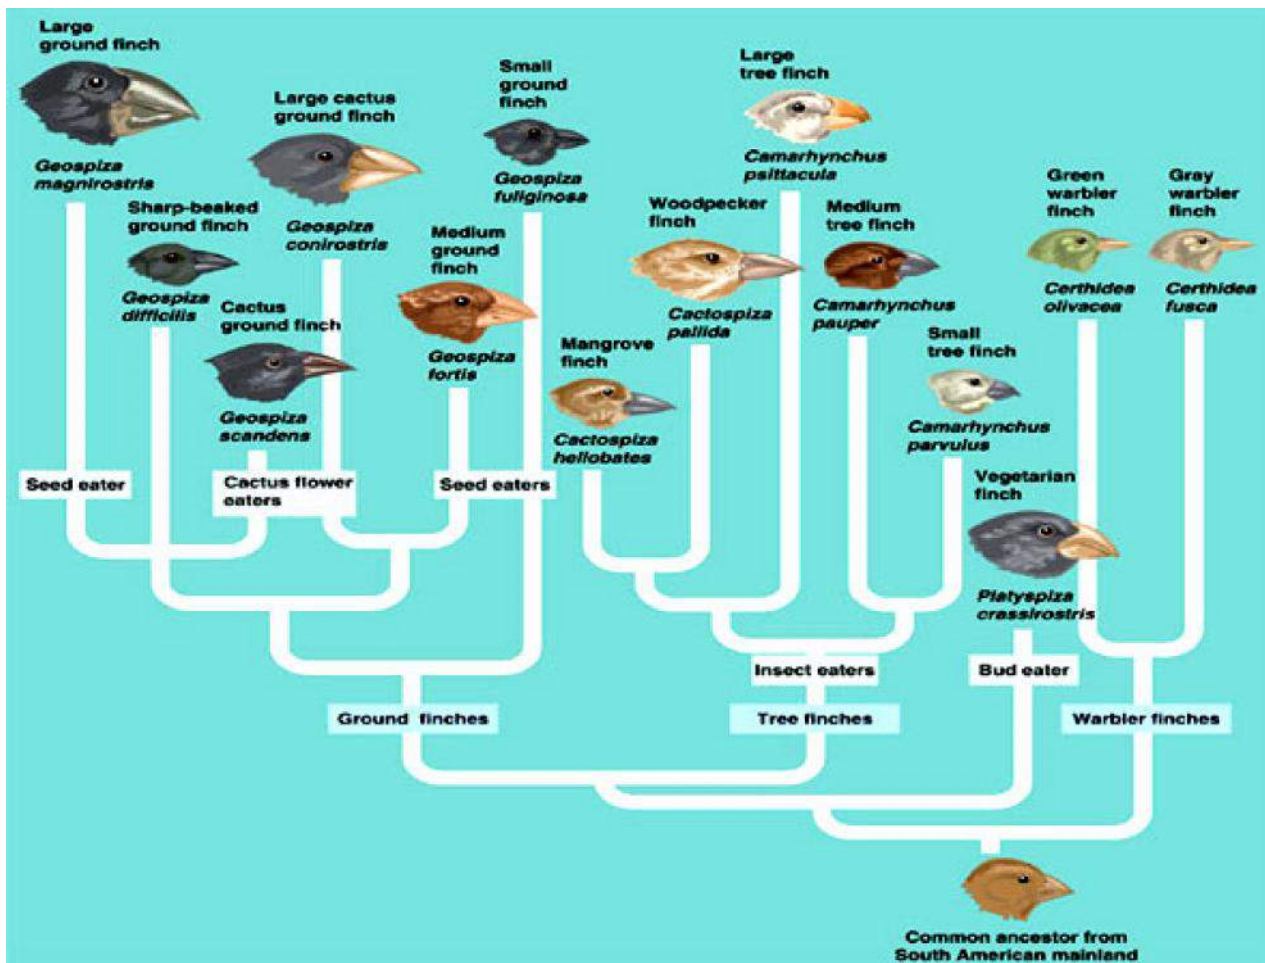 Large
ground finch
Geospiza
magnirostris
Sharp-beaked
ground finch
Geospiza
difficilis
Large cactus
ground finch
Geospiza
conirostris
Cactus
ground finch
Geospiza
scandens
Medium
ground
finch
Geospiza
fortis
Small
ground
finch
Geospiza
fuliginosa
Mangrove
finch
Cactospiza
heliobates
Woodpecker
finch
Cactospiza
pallida
Large
tree finch
Camarhynchus
psittacula
Medium
tree finch
Camarhynchus
pauper
Small
tree finch
Camarhynchus
parvulus
Vegetarian
finch
Platyspiza
crassirostris
Green
warbler
finch
Certhidea
olivacea
Gray
warbler
finch
Certhidea
fusca
Seed eater
Cactus flower
eaters
Seed eaters
Insect eaters
Bud eater
Ground finches
Tree finches
Warbler finches
Common ancestor from
South American mainland